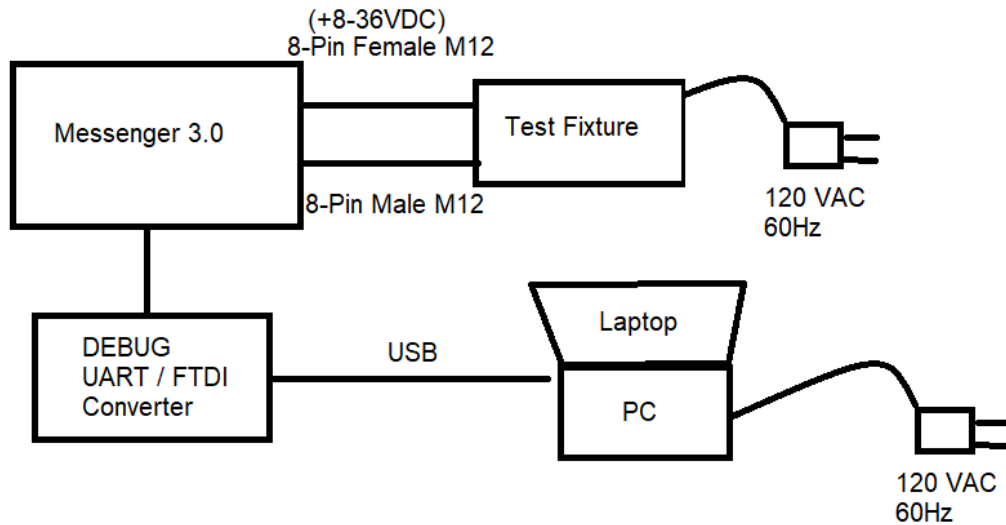 (+8-36VDC)
8-Pin Female M12
Messenger 3.0
Test Fixture
8-Pin Male M12
120 VAC
60Hz
DEBUG
UART / FTDI
Converter
USB
Laptop
PC
120 VAC
60Hz